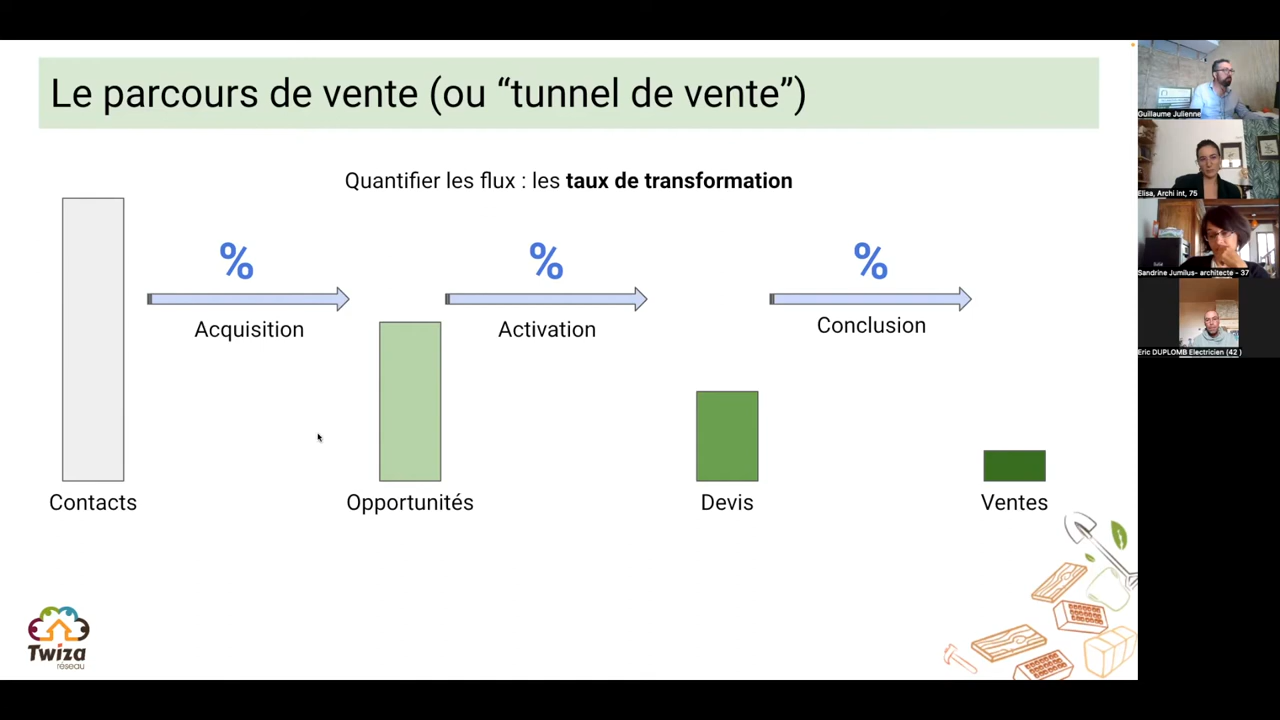 Le parcours de vente (ou “tunnel de vente”)
Quantifier les flux : les taux de transformation
% % %
Acquisition Activation Conclusion
Contacts Opportunités Devis Ventes
Twiza
réseau
Guillaume Julienne
Elisa, Archi int, 75
Sandrine Jumilus- architecte - 37
Eric DUPLOMB Electricien (42 )